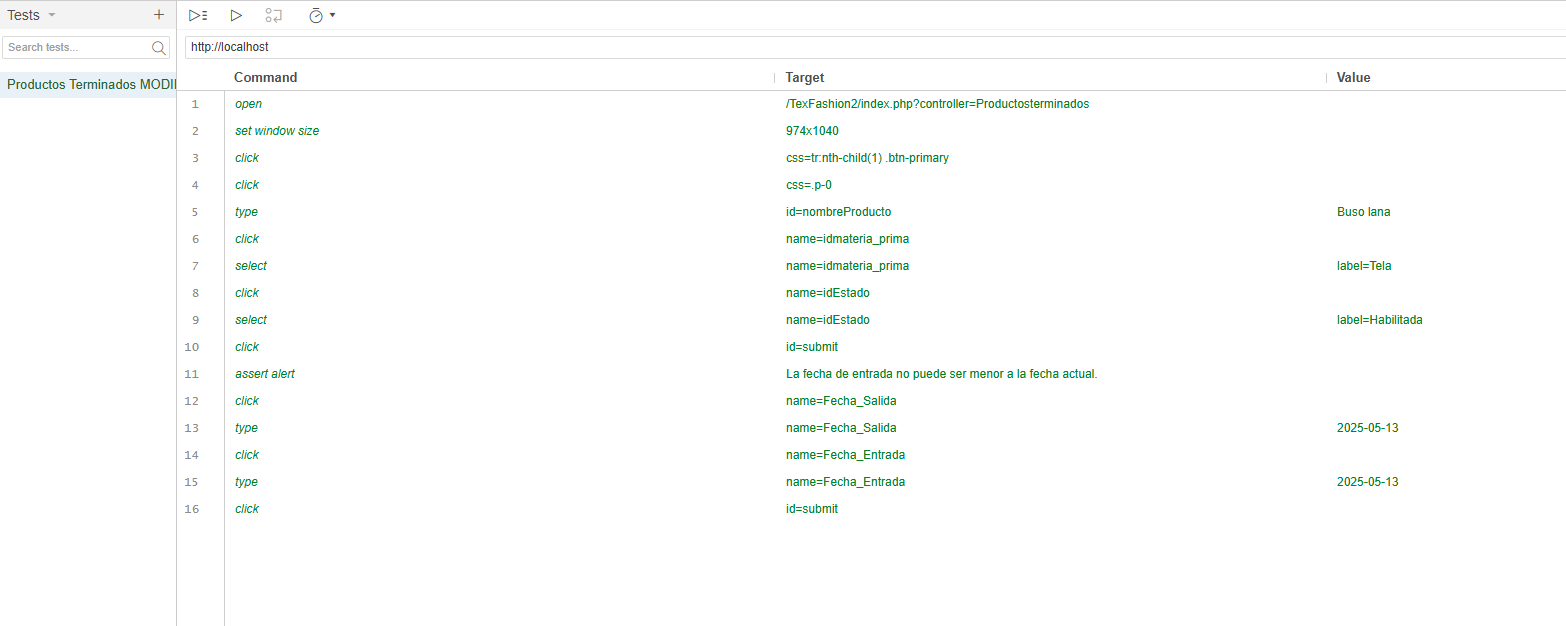 Tests
Search tests...
Productos Terminados MODI
http://localhost
Command Target Value
1 open /TexFashion2/index.php?controller=Productosterminados
2 set window size 974x1040
3 click css=tr:nth-child(1) .btn-primary
4 click css=.p-0
5 type id=nombreProducto Buso lana
6 click name=idmateria_prima
7 select name=idmateria_prima label=Tela
8 click name=idEstado
9 select name=idEstado label=Habilitada
10 click id=submit
11 assert alert La fecha de entrada no puede ser menor a la fecha actual.
12 click name=Fecha_Salida
13 type name=Fecha_Salida 2025-05-13
14 click name=Fecha_Entrada
15 type name=Fecha_Entrada 2025-05-13
16 click id=submit